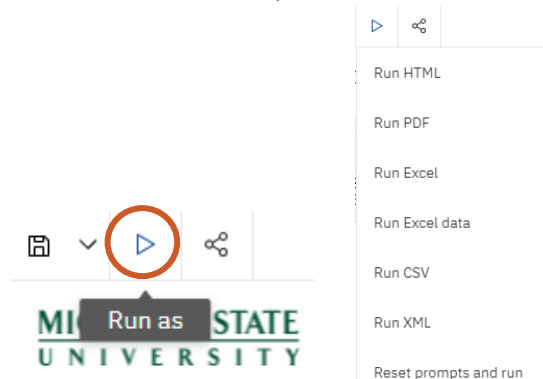 Run HTML
Run PDF
Run Excel
Run Excel data
Run CSV
Run XML
Reset prompts and run
Run as
STATE
UNIVERSITY